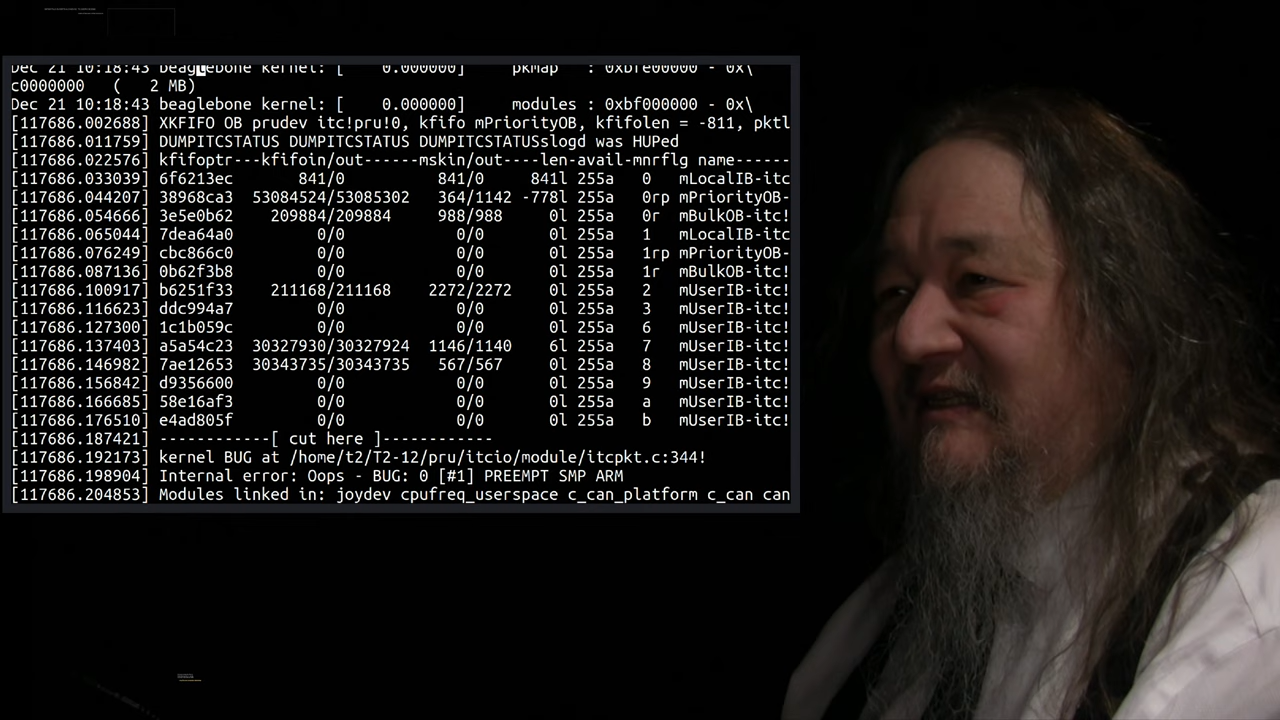 Dec 21 10:18:43 beaglebone kernel: [    0.000000]     pkmap   : 0xbfe00000 - 0x\
c0000000   (   2 MB)
Dec 21 10:18:43 beaglebone kernel: [    0.000000]     modules : 0xbf000000 - 0x\
[117686.002688] XKFIFO OB prudev itc!pru!0, kfifo mPriorityOB, kfifolen = -811, pktl
[117686.011759] DUMPITCSTATUS DUMPITCSTATUS DUMPITCSTATUSslogd was HUPed
[117686.022576] kfifoptr---kfifoin/out------mskin/out----len-avail-mnrflg name------
[117686.033039] 6f6213ec       841/0          841/0   841l 255a   0  mLocalIB-itc
[117686.044207] 38968ca3  53084524/53085302   364/1142 -778l 255a   0rp mPriorityOB-
[117686.054666] 3e5e0b62    209884/209884     988/988     0l 255a   0r  mBulkOB-itc!
[117686.065044] 7dea64a0         0/0            0/0       0l 255a   1   mLocalIB-itc
[117686.076249] cbc866c0         0/0            0/0       0l 255a   1rp mPriorityOB-
[117686.087136] 0b62f3b8         0/0            0/0       0l 255a   1r  mBulkOB-itc!
[117686.100917] b6251f33    211168/211168    2272/2272    0l 255a   2   mUserIB-itc!
[117686.116623] ddc994a7         0/0            0/0       0l 255a   3   mUserIB-itc!
[117686.127300] 1c1b059c         0/0            0/0       0l 255a   6   mUserIB-itc!
[117686.137403] a5a54c23  30327930/30327924  1146/1140    6l 255a   7   mUserIB-itc!
[117686.146982] 7ae12653  30343735/30343735   567/567     0l 255a   8   mUserIB-itc!
[117686.156842] d9356600         0/0            0/0       0l 255a   9   mUserIB-itc!
[117686.166685] 58e16af3         0/0            0/0       0l 255a   a   mUserIB-itc!
[117686.176510] e4ad805f         0/0            0/0       0l 255a   b   mUserIB-itc!
[117686.187421] ------------[ cut here ]------------
[117686.192173] kernel BUG at /home/t2/T2-12/pru/itcio/module/itcpkt.c:344!
[117686.198904] Internal error: Oops - BUG: 0 [#1] PREEMPT SMP ARM
[117686.204853] Modules linked in: joydev cpufreq_userspace c_can_platform c_can can